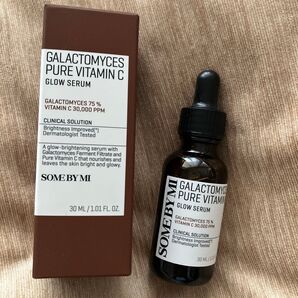 GALACTOMYCES
PURE VITAMIN C
GLOW SERUM
GALACTOMYCES 75 %
VITAMIN C 30,000 PPM
CLINICAL SOLUTION
Brightness Improved(*)
Dermatologist Tested
A glow-brightening serum with
Galactomyces Ferment Filtrate and
Pure Vitamin C that nourishes and
leaves the skin bright and glowy.
SOME BY MI
30 ML / 1.01 FL. OZ.
GALACTOMYCES
PURE VITAMIN
GLOW SERUM
GALACTOMYCES 75 %
VITAMIN C 30,000 PPM
CLINICAL SOLUTION
Brightness Improved(*)
Dermatologist Tested
SOME BY MI